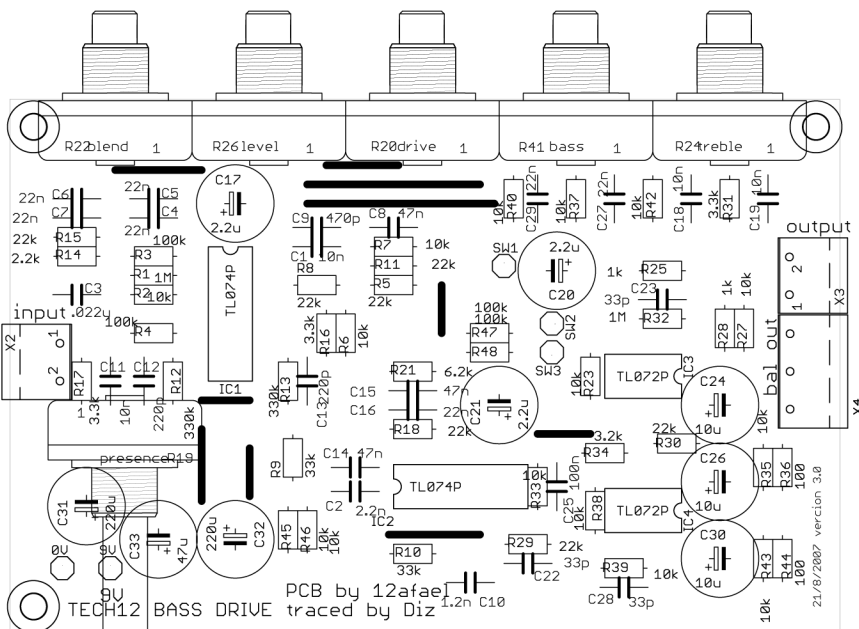 R22blend 1
R26level 1
R20drive 1
R41 bass 1
R24treble 1
22n C6 C5 22n
22n C7 C4 22n
C17 2.2u
C9 470p
C1 10n
C8 47n
10k R40 C29 22n
10k R37 C27 22n
10k R42 C18 10n
3.3k R31 C19 10n
22k R15
2.2k R14
100k R3
R1 1M
R2 10k
TL074P
IC1
R7 10k
R11
R5 22k
R8 22k
22k
SW1
2.2u C20
1k R25
C23 33p
1M R32
output
2
1
X3
input
X2
1
2
C3 .022u
100k R4
3.3k R16 R6 10k
100k
100k R47
R48
SW2
SW3
1k 10k
R28 R27
bal out
X4
R17 C11 C12 R12
1 3.3k 10n 220p 330k
330k R13 C13 220p
R21 6.2k
C15 47n
C16 22n
R18 22k
C21 2.2u
10k R23
TL072P
IC3
C24 10u
10k
presenceR19
R9 33k
C14 47n
C2 2.2n
TL074P
IC2
10k R33
100n C25
3.2k R34
22k R30
C26 10u
R35 R36 100
C31 220u
C33 47u
220u C32
R45 R46
10k 10k
10k R38
TL072P
IC4
C30 10u
R10 33k
R29 22k
C22 33p
R39 10k
C28 33p
R43 R44 100
10k
0V 9V
9V
1.2n C10
PCB by 12afael
TECH12 BASS DRIVE traced by Diz
21/8/2007 vercion 3.0